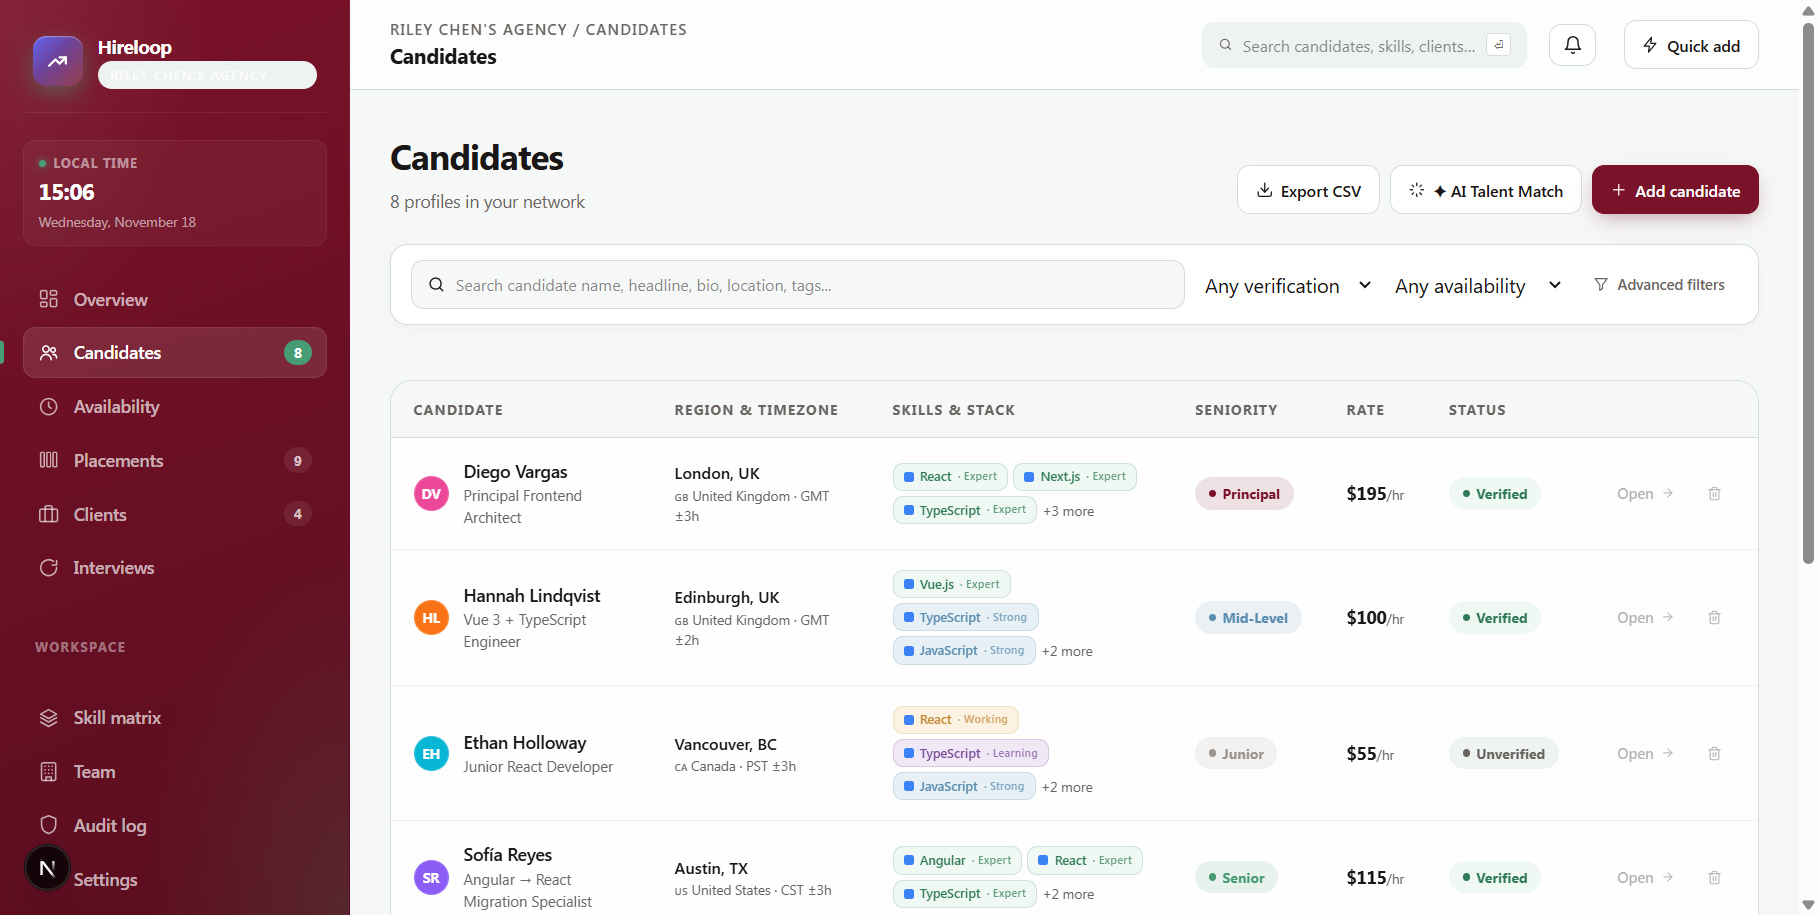 Hireloop
RILEY CHEN'S AGENCY
LOCAL TIME
15:06
Wednesday, November 18
Overview
Candidates 8
Availability
Placements 9
Clients 4
Interviews
WORKSPACE
Skill matrix
Team
Audit log
N
Settings
RILEY CHEN'S AGENCY / CANDIDATES
Candidates
Search candidates, skills, clients... ⏎
Quick add
Candidates
8 profiles in your network
Export CSV
✦ AI Talent Match
+ Add candidate
Search candidate name, headline, bio, location, tags...
Any verification
Any availability
Advanced filters
CANDIDATE REGION & TIMEZONE SKILLS & STACK SENIORITY RATE STATUS
DV
Diego Vargas
Principal Frontend
Architect
London, UK
GB United Kingdom · GMT
±3h
React · Expert
Next.js · Expert
TypeScript · Expert
+3 more
Principal
$195/hr
Verified
Open →
HL
Hannah Lindqvist
Vue 3 + TypeScript
Engineer
Edinburgh, UK
GB United Kingdom · GMT
±2h
Vue.js · Expert
TypeScript · Strong
JavaScript · Strong
+2 more
Mid-Level
$100/hr
Verified
Open →
EH
Ethan Holloway
Junior React Developer
Vancouver, BC
CA Canada · PST ±3h
React · Working
TypeScript · Learning
JavaScript · Strong
+2 more
Junior
$55/hr
Unverified
Open →
SR
Sofía Reyes
Angular → React
Migration Specialist
Austin, TX
US United States · CST ±3h
Angular · Expert
React · Expert
TypeScript · Expert
+2 more
Senior
$115/hr
Verified
Open →